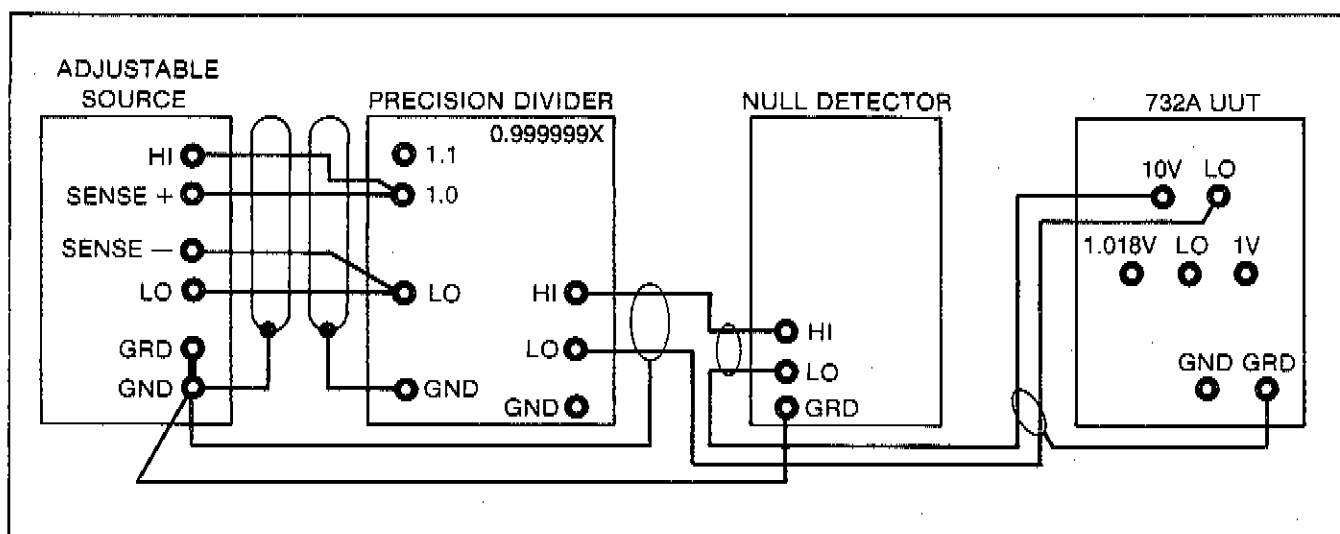 ADJUSTABLE
SOURCE
HI
SENSE +
SENSE —
LO
GRD
GND
PRECISION DIVIDER
0.999999X
1.1
1.0
LO
GND
HI
LO
GND
NULL DETECTOR
HI
LO
GRD
732A UUT
10V LO
1.018V LO 1V
GND GRD